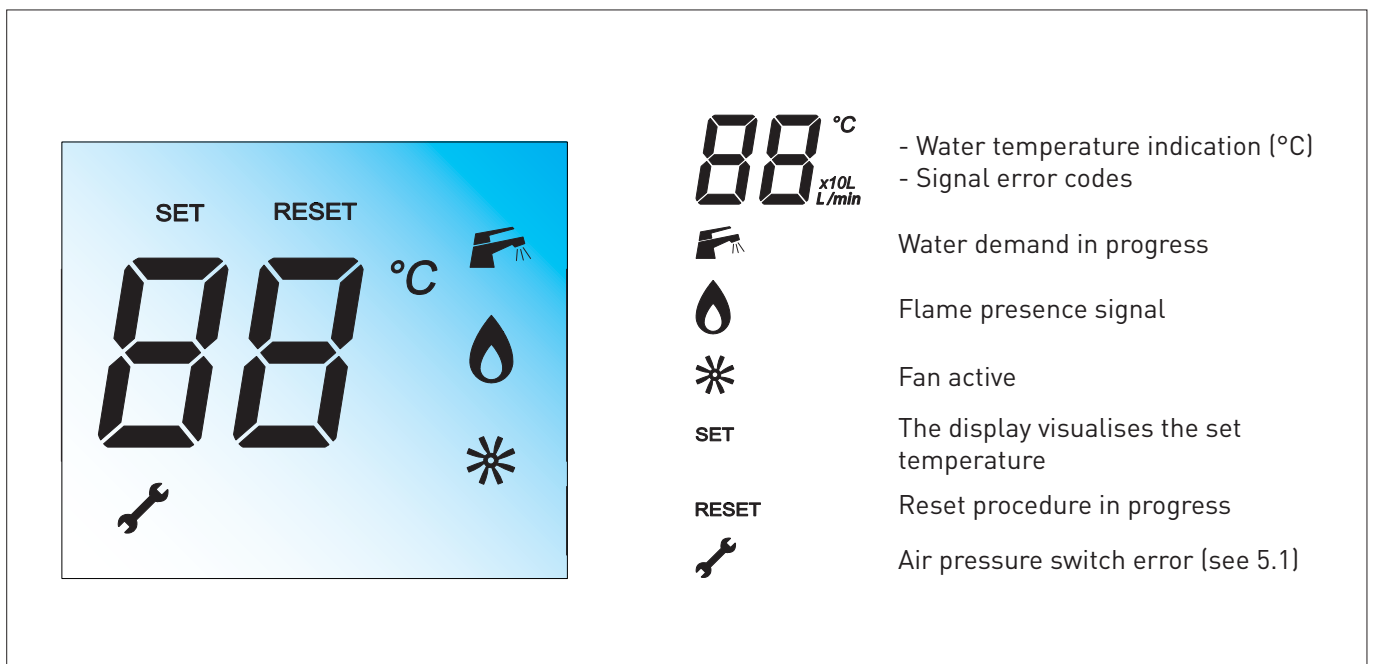 SET RESET
88 °C
88 °C
x10L
L/min
- Water temperature indication (°C)
- Signal error codes
Water demand in progress
Flame presence signal
Fan active
SET
The display visualises the set
temperature
RESET
Reset procedure in progress
Air pressure switch error (see 5.1)